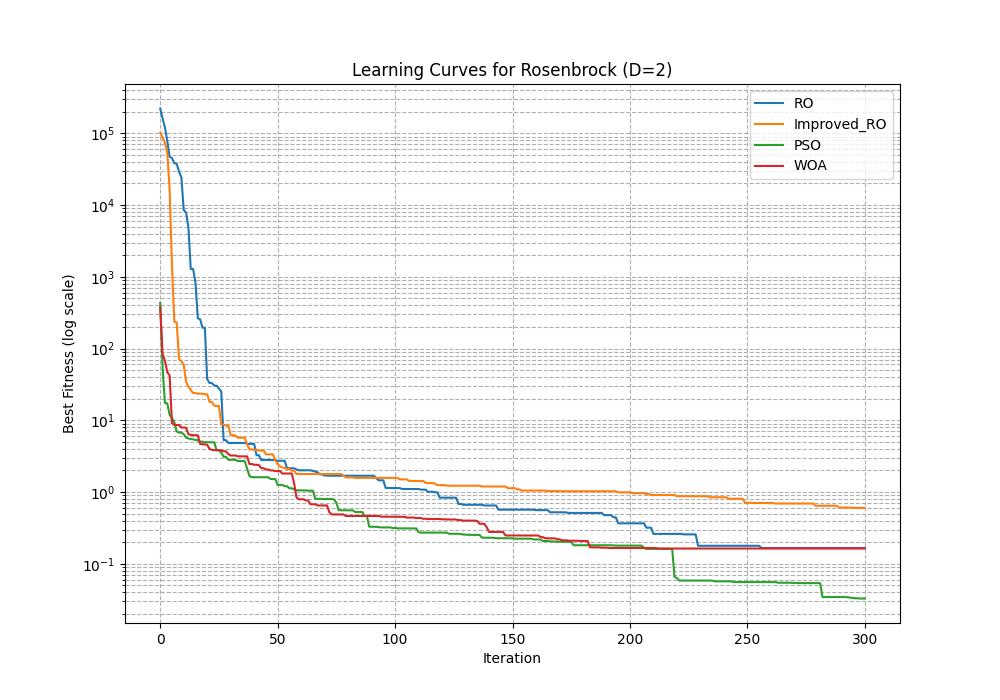 Learning Curves for Rosenbrock (D=2)
RO
Improved_RO
PSO
WOA
Best Fitness (log scale)
10^5
10^4
10^3
10^2
10^1
10^0
10^-1
0 50 100 150 200 250 300
Iteration